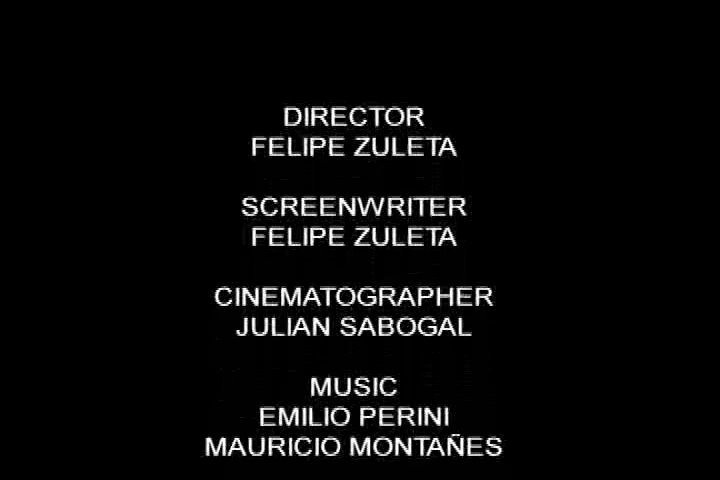 DIRECTOR
FELIPE ZULETA
SCREENWRITER
FELIPE ZULETA
CINEMATOGRAPHER
JULIAN SABOGAL
MUSIC
EMILIO PERINI
MAURICIO MONTAÑES